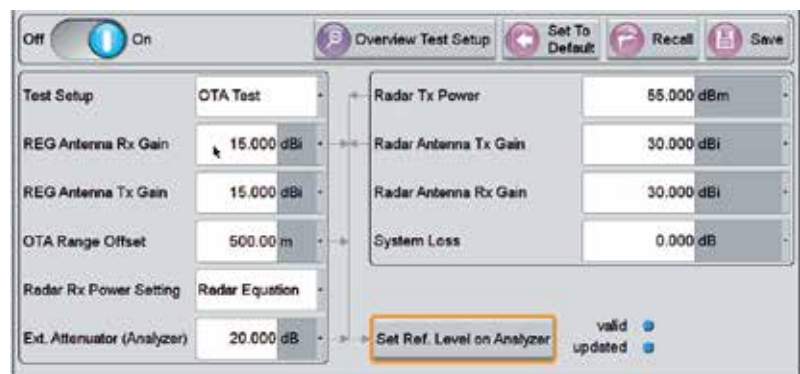 Off On Overview Test Setup Set To Default Recall Save
Test Setup OTA Test
REG Antenna Rx Gain 15.000 dBi
REG Antenna Tx Gain 15.000 dBi
OTA Range Offset 500.00 m
Radar Rx Power Setting Radar Equation
Ext. Attenuator (Analyzer) 20.000 dB
Radar Tx Power 55.000 dBm
Radar Antenna Tx Gain 30.000 dBi
Radar Antenna Rx Gain 30.000 dBi
System Loss 0.000 dB
Set Ref. Level on Analyzer
valid
updated